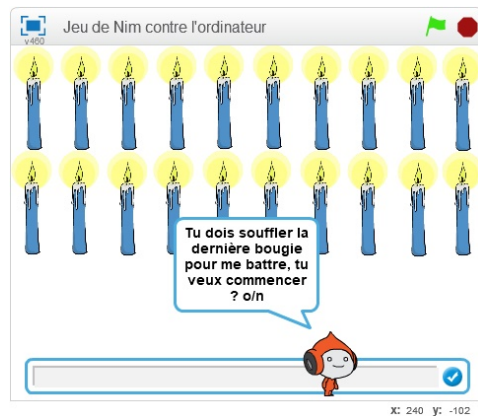 Jeu de Nim contre l'ordinateur
v460
Tu dois souffler la
dernière bougie
pour me battre, tu
veux commencer
? o/n
X: 240 Y: -102